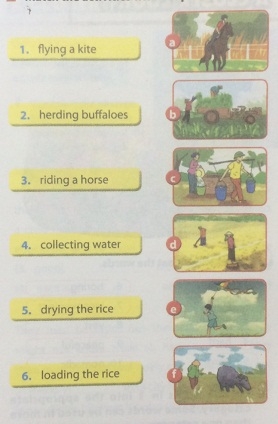 1. flying a kite
a
2. herding buffaloes
b
3. riding a horse
c
4. collecting water
d
5. drying the rice
e
6. loading the rice
f